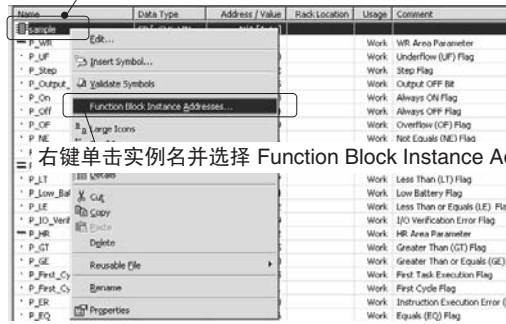 Name Data Type Address / Value Rack Location Usage Comment
sample
P_WR Work WR Area Parameter
Edit...
P_UF Work Underflow (UF) Flag
Insert Symbol...
P_Step Work Step Flag
P_Output_ Work Output OFF Bit
Validate Symbols
P_On Work Always ON Flag
Function Block Instance Addresses...
P_Off Work Always OFF Flag
P_OF Work Overflow (OF) Flag
Large Icons
P_NE Work Not Equals (NE) Flag
右键单击实例名并选择 Function Block Instance Ad
Details
P_LT Work Less Than (LT) Flag
P_Low_Bat Work Low Battery Flag
Cut
P_LE Work Less Than or Equals (LE) Fla
Copy
P_IO_Verif Work I/O Verification Error Flag
Paste
P_HR Work HR Area Parameter
Delete
P_GT Work Greater Than (GT) Flag
P_GE Work Greater Than or Equals (GE)
Reusable File
P_First_Cy Work First Task Execution Flag
P_First_Cy Work First Cycle Flag
Rename
P_ER Work Instruction Execution Error (
Properties
P_EQ Work Equals (EQ) Flag